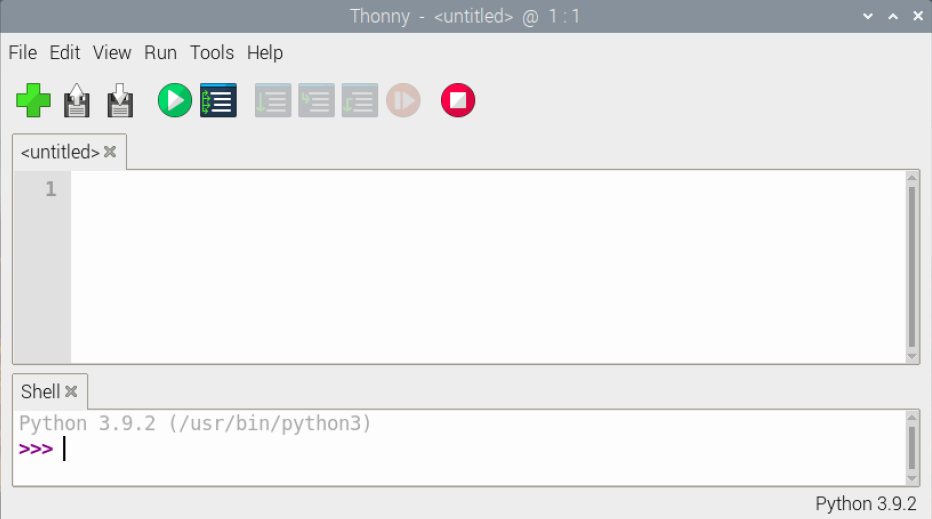 Thonny - <untitled> @ 1:1
File Edit View Run Tools Help
<untitled>
1
Shell
Python 3.9.2 (/usr/bin/python3)
>>>
Python 3.9.2